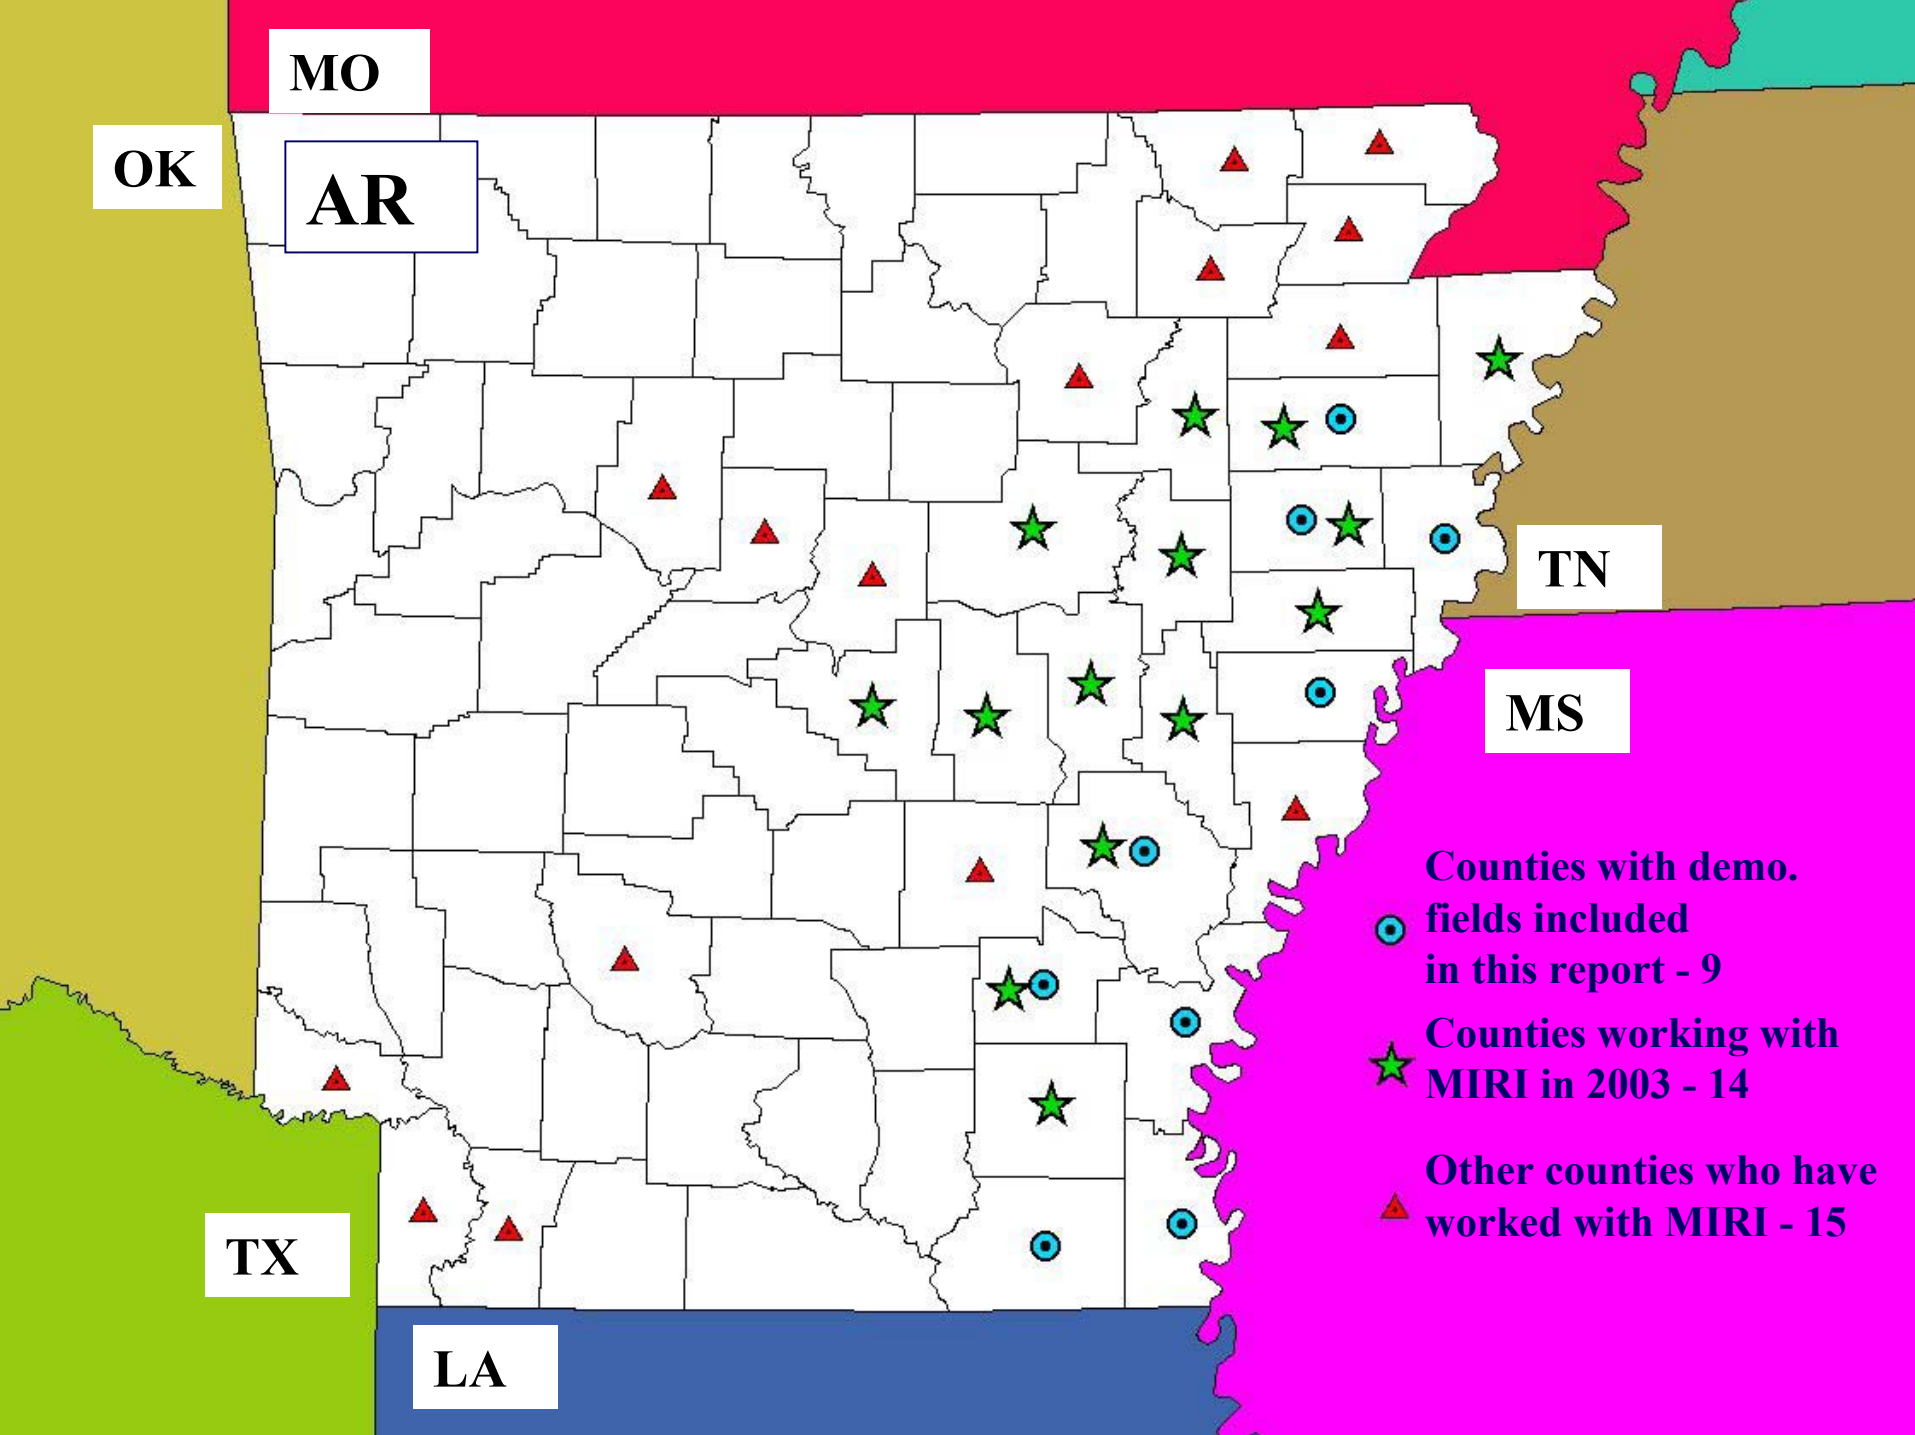 MO
OK
AR
TN
MS
Counties with demo.
fields included
in this report - 9
Counties working with
MIRI in 2003 - 14
Other counties who have
worked with MIRI - 15
TX
LA